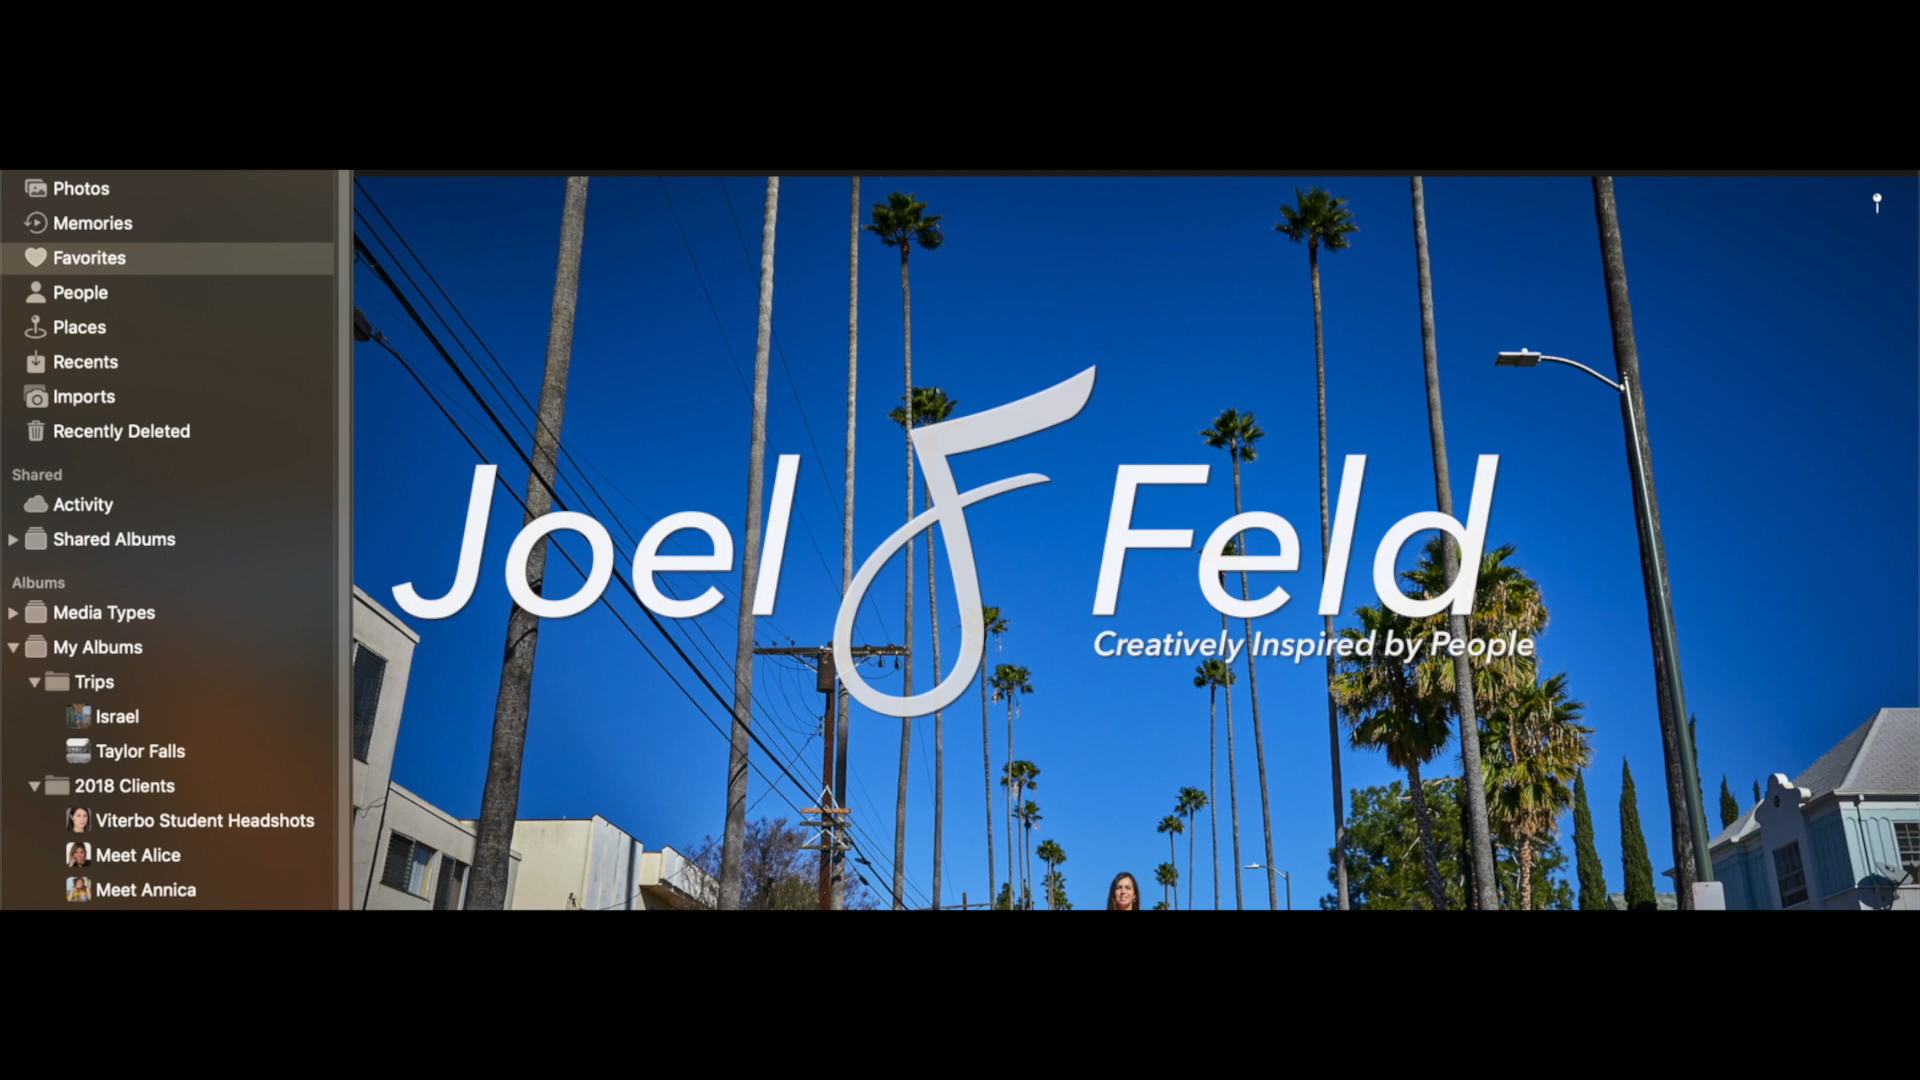 Photos
Memories
Favorites
People
Places
Recents
Imports
Recently Deleted
Shared
Activity
Shared Albums
Albums
Media Types
My Albums
Trips
Israel
Taylor Falls
2018 Clients
Viterbo Student Headshots
Meet Alice
Meet Annica
Joel Feld
Creatively Inspired by People